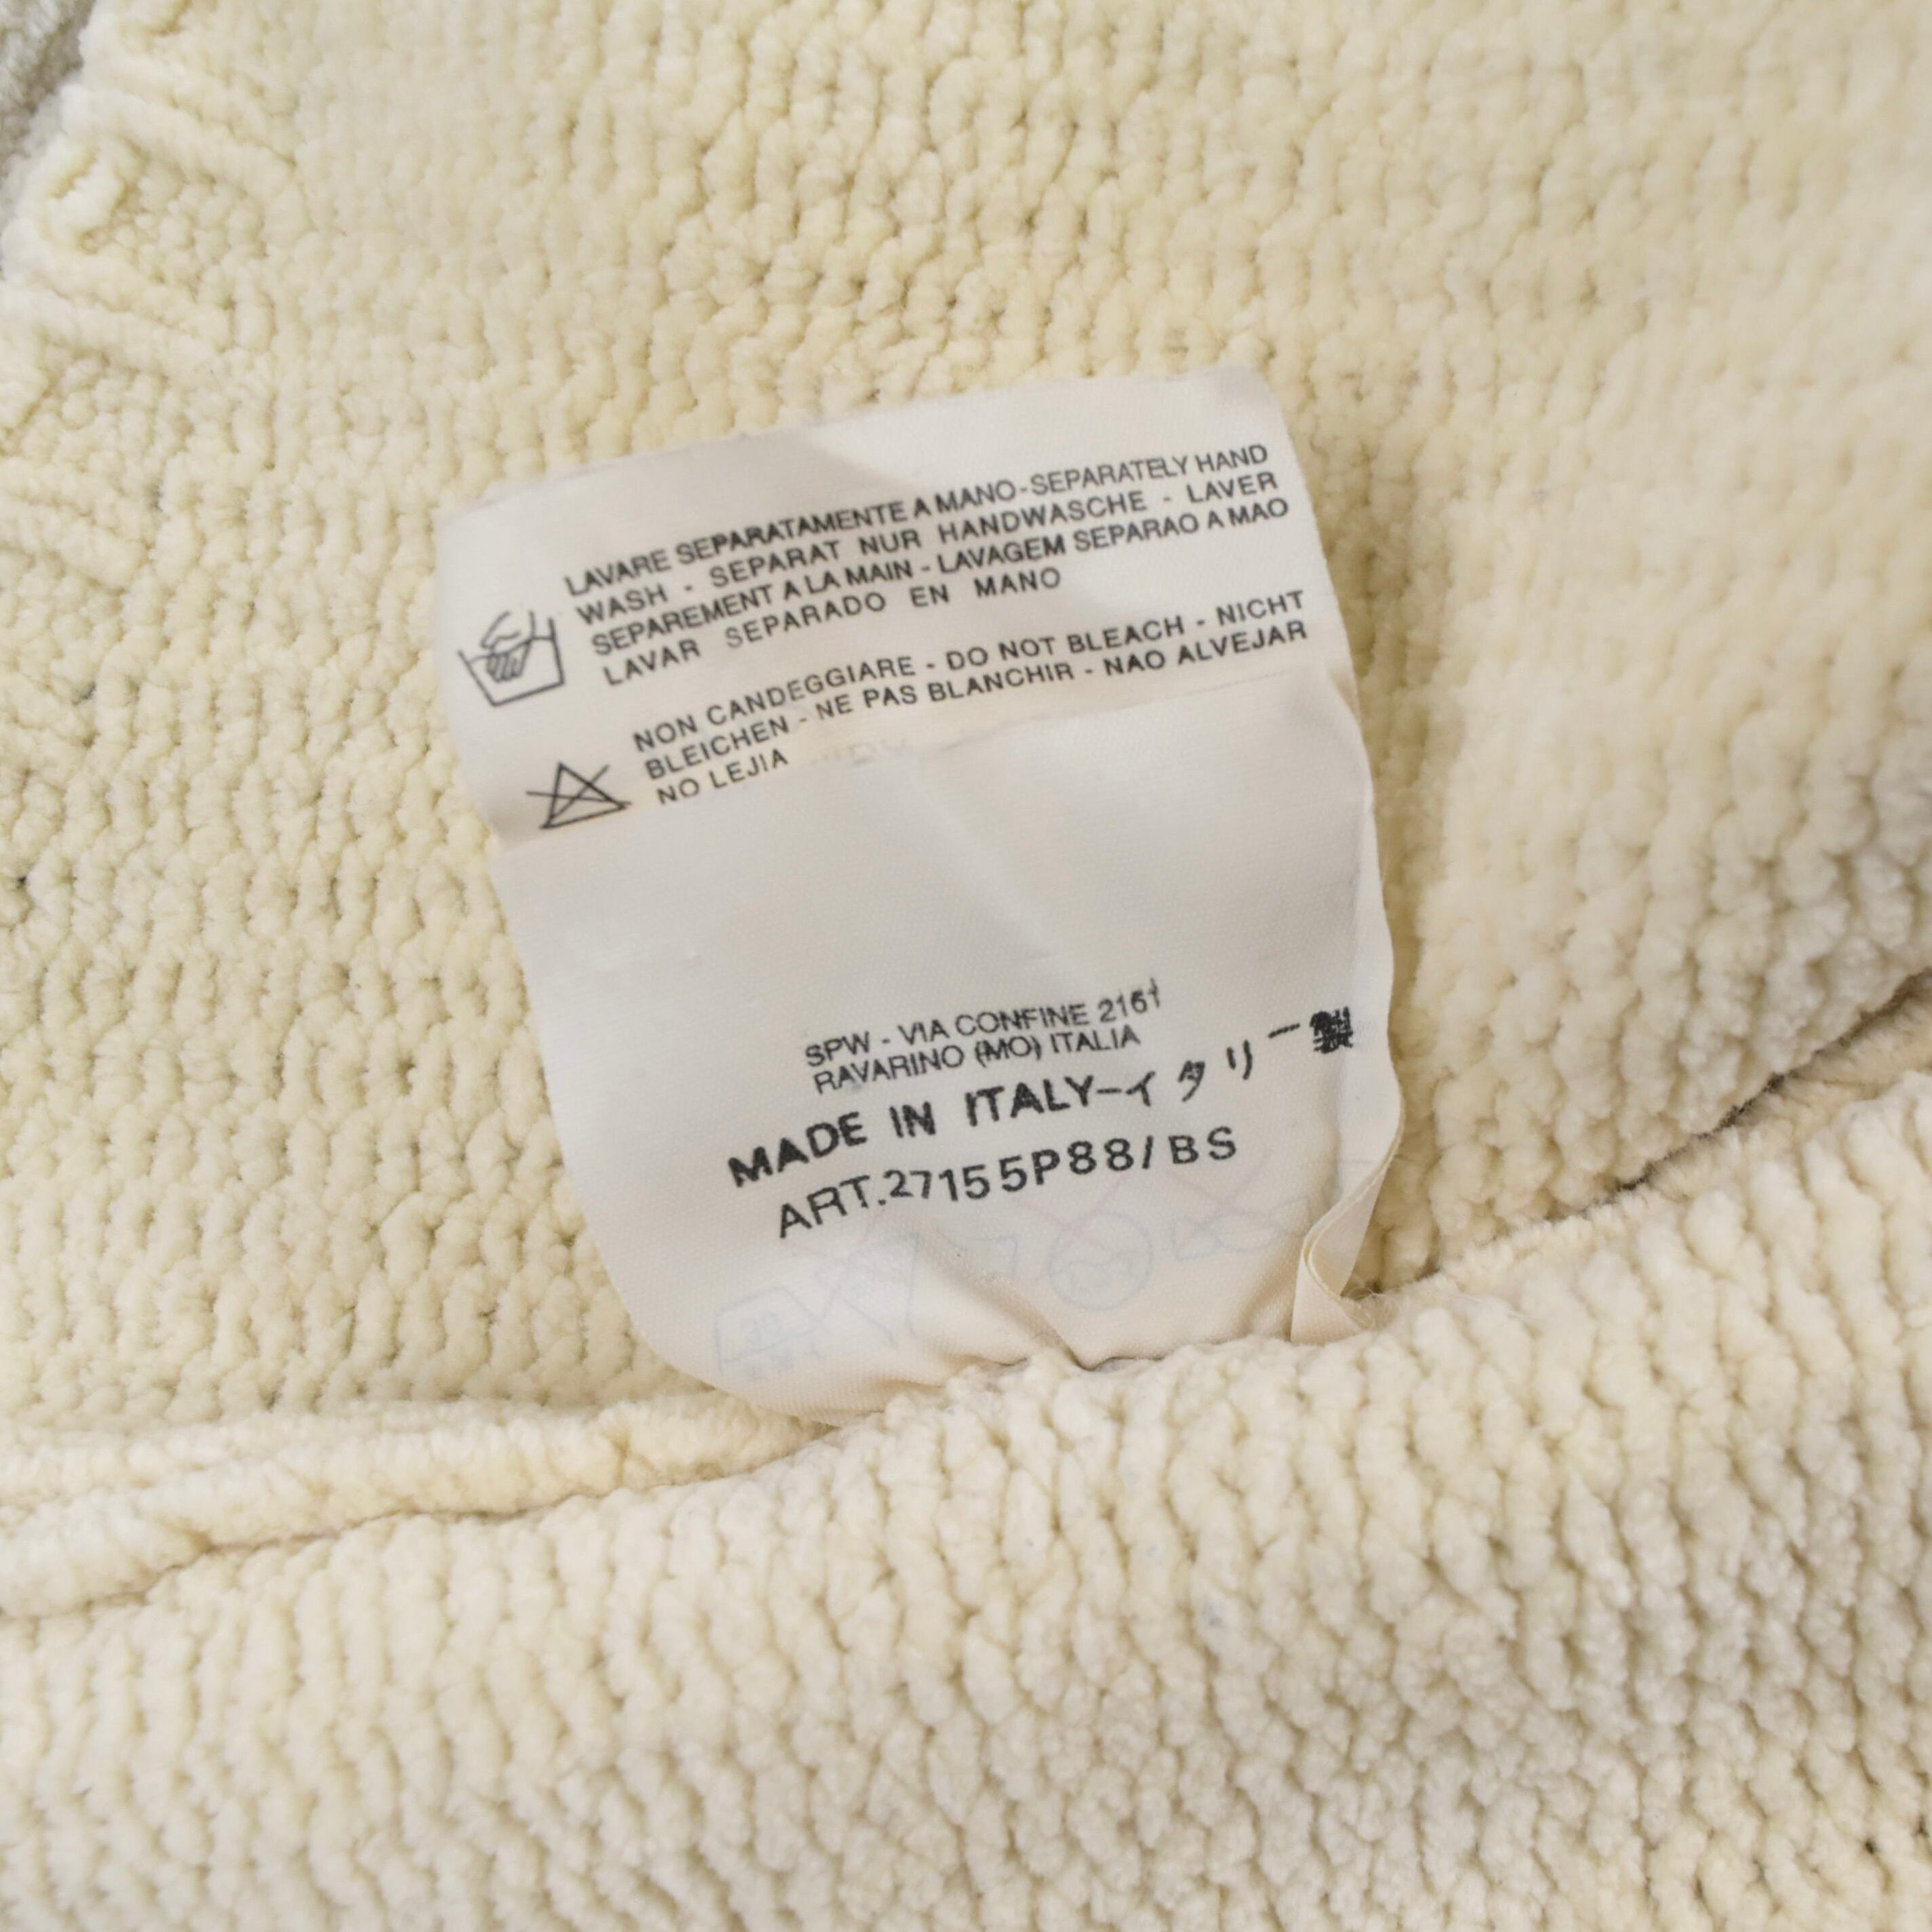 LAVARE SEPARATAMENTE A MANO-SEPARATELY HAND
WASH - SEPARAT NUR HANDWASCHE - LAVER
SEPAREMENT A LA MAIN - LAVAGEM SEPARAO A MAO
LAVAR SEPARADO EN MANO
NON CANDEGGIARE - DO NOT BLEACH - NICHT
BLEICHEN - NE PAS BLANCHIR - NAO ALVEJAR
NO LEJIA
SPW - VIA CONFINE 2161
RAVARINO (MO) ITALIA
MADE IN ITALY-イタリー製
ART.27155P88/BS
30